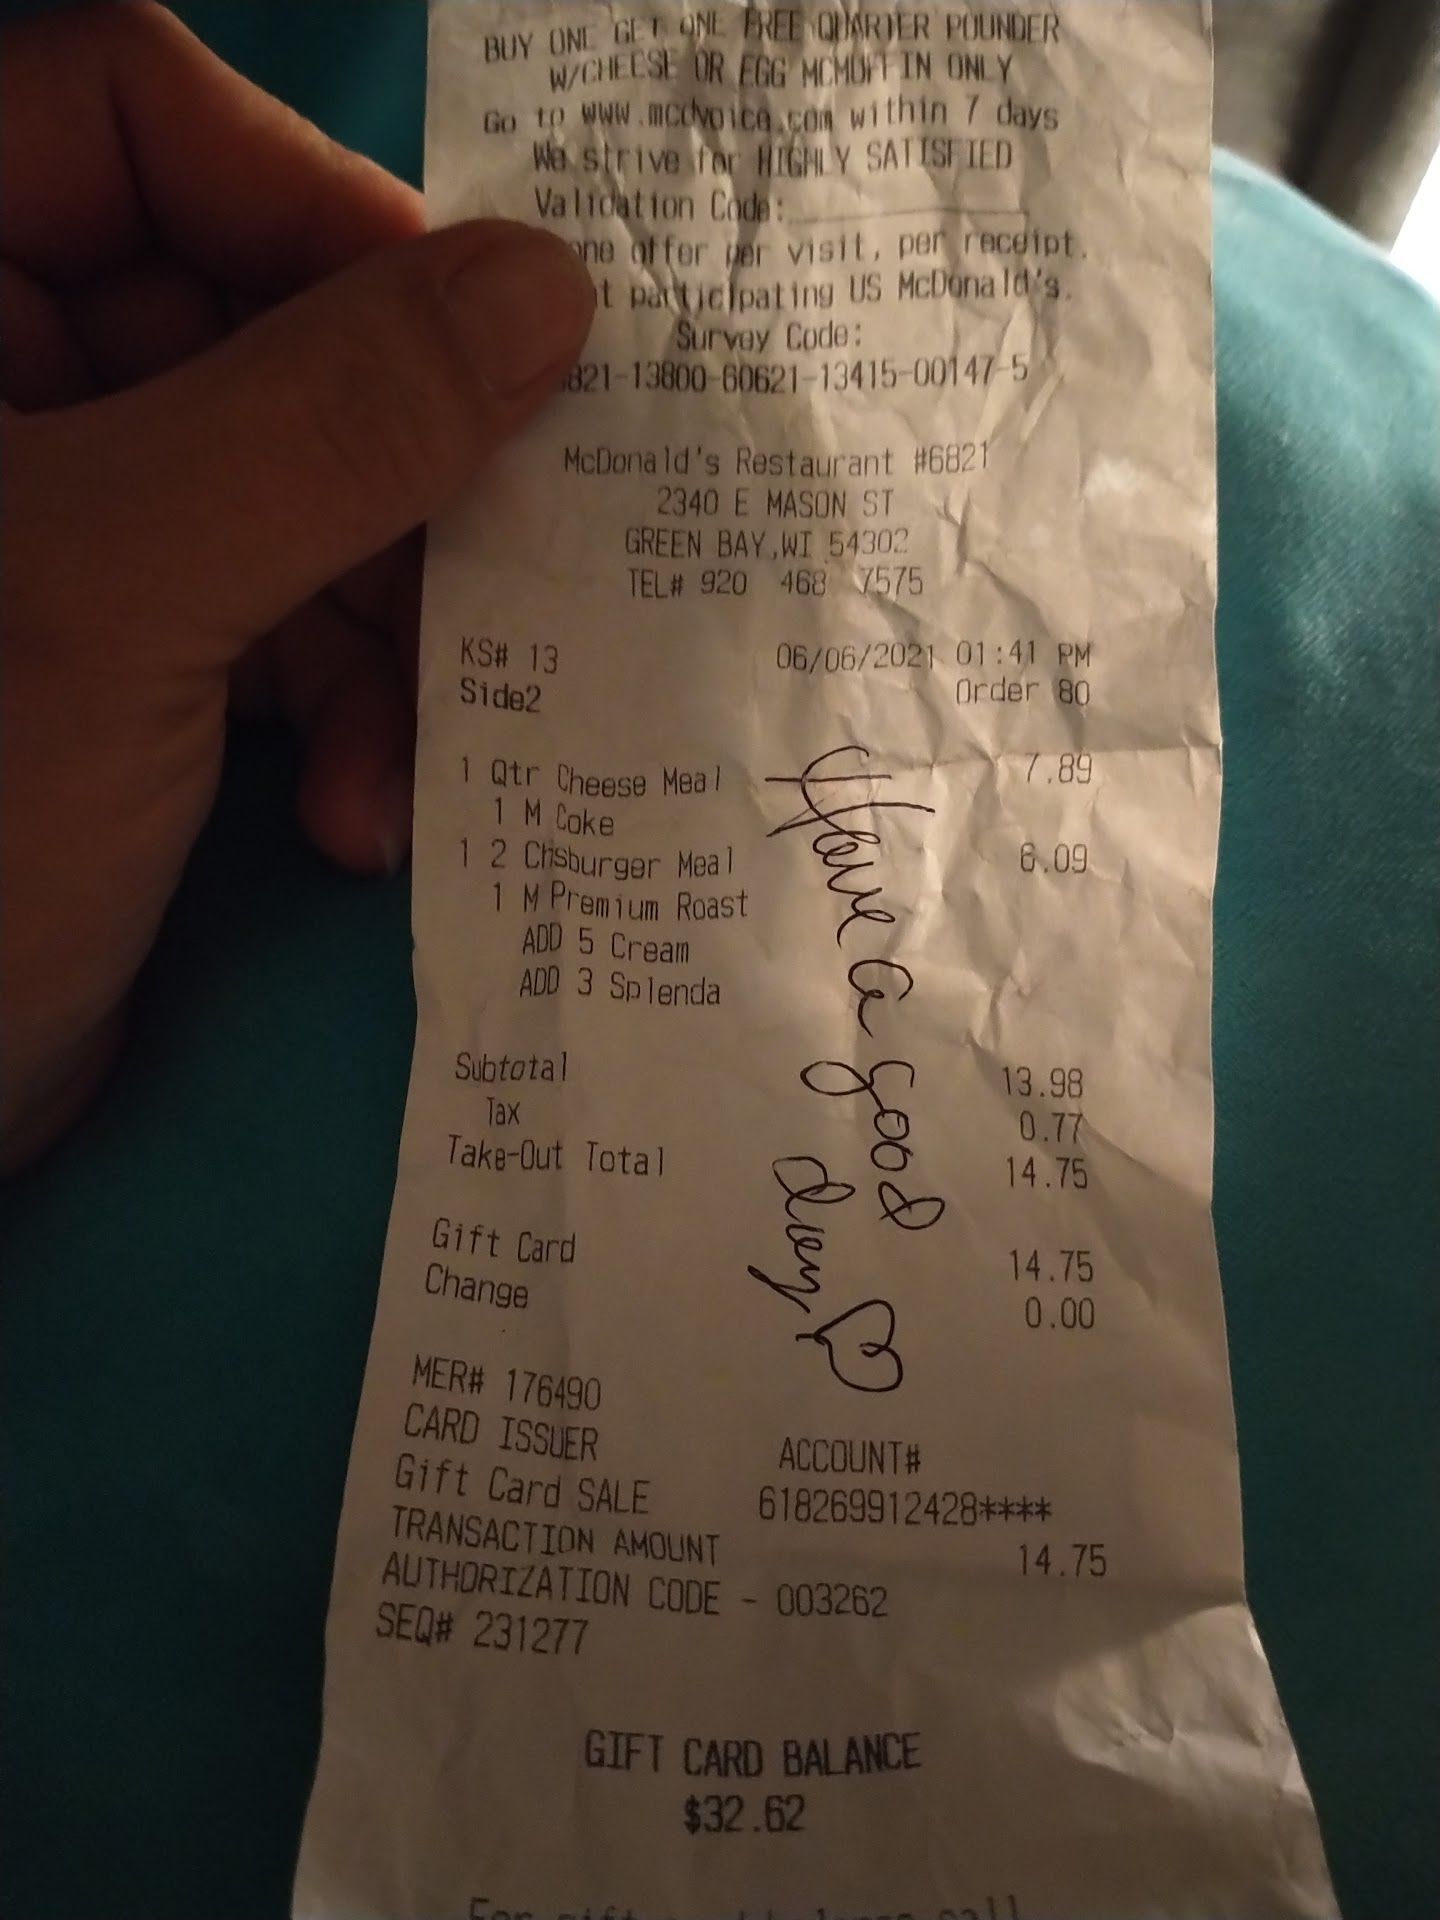 BUY ONE GET ONE FREE QUARTER POUNDER
W/CHEESE OR EGG MCMUFFIN ONLY
Go to www.mcdvoice.com within 7 days
We strive for HIGHLY SATISFIED
Validation Code:____________
one offer per visit, per receipt.
participating US McDonald's.
Survey Code:
821-13800-60621-13415-00147-5
McDonald's Restaurant #6821
2340 E MASON ST
GREEN BAY,WI 54302
TEL# 920 468 7575
KS# 13 06/06/2021 01:41 PM
Side2 Order 80
1 Qtr Cheese Meal 7.89
1 M Coke
1 2 Chsburger Meal 6.09
1 M Premium Roast
ADD 5 Cream
ADD 3 Splenda
Have a good
day
Subtotal 13.98
Tax 0.77
Take-Out Total 14.75
Gift Card 14.75
Change 0.00
MER# 176490
CARD ISSUER ACCOUNT#
Gift Card SALE 618269912428****
TRANSACTION AMOUNT 14.75
AUTHORIZATION CODE - 003262
SEQ# 231277
GIFT CARD BALANCE
$32.62